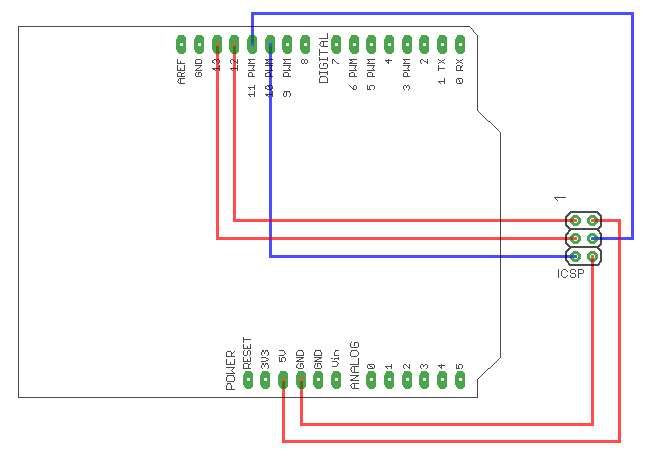 AREF
GND
13
12
11 PWM
10 PWM
9 PWM
8
DIGITAL
7
6 PWM
5 PWM
4
3 PWM
2
1 TX
0 RX
1
ICSP
POWER
RESET
3V3
5V
GND
GND
Vin
ANALOG
0
1
2
3
4
5